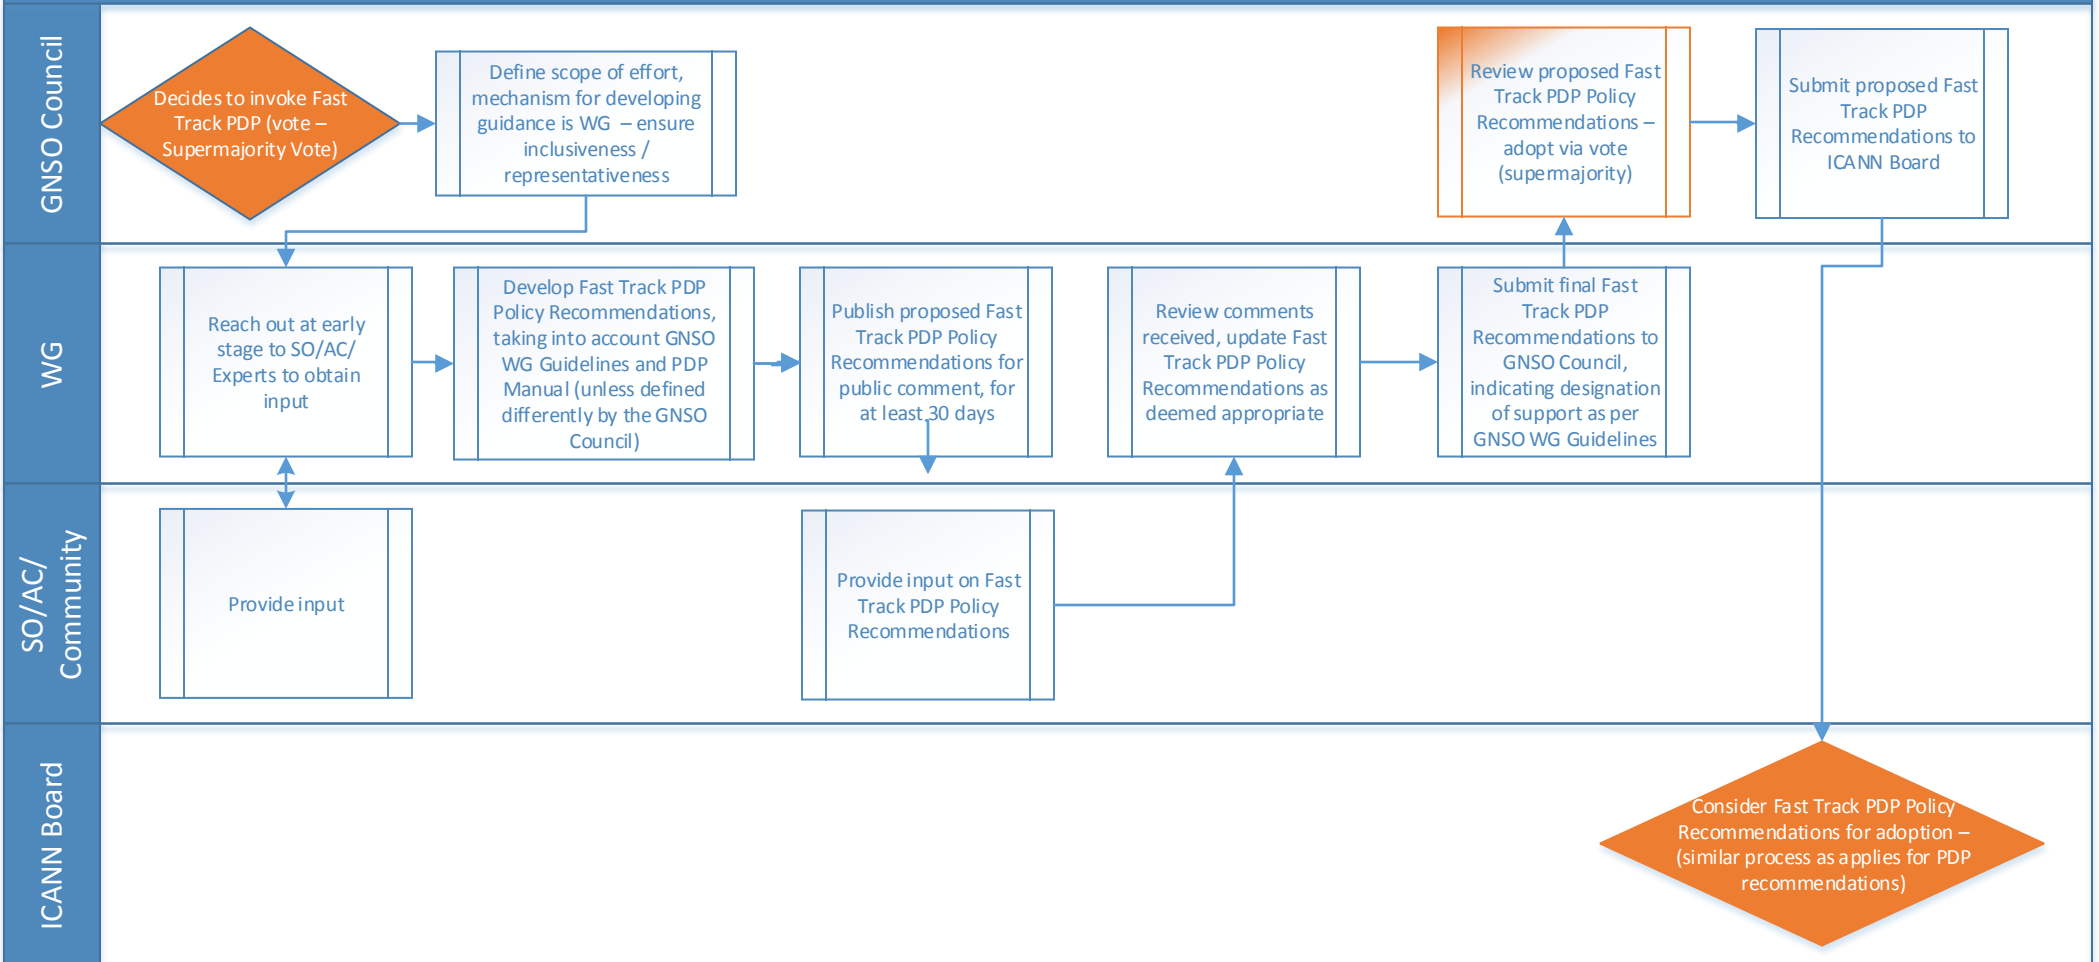 GNSO Council
Decides to invoke Fast
Track PDP (vote –
Supermajority Vote)
Define scope of effort,
mechanism for developing
guidance is WG – ensure
inclusiveness /
representativeness
Review proposed Fast
Track PDP Policy
Recommendations –
adopt via vote
(supermajority)
Submit proposed Fast
Track PDP
Recommendations to
ICANN Board
WG
Reach out at early
stage to SO/AC/
Experts to obtain
input
Develop Fast Track PDP
Policy Recommendations,
taking into account GNSO
WG Guidelines and PDP
Manual (unless defined
differently by the GNSO
Council)
Publish proposed Fast
Track PDP Policy
Recommendations for
public comment, for
at least 30 days
Review comments
received, update Fast
Track PDP Policy
Recommendations as
deemed appropriate
Submit final Fast
Track PDP
Recommendations to
GNSO Council,
indicating designation
of support as per
GNSO WG Guidelines
SO/AC/
Community
Provide input
Provide input on Fast
Track PDP Policy
Recommendations
ICANN Board
Consider Fast Track PDP Policy
Recommendations for adoption –
(similar process as applies for PDP
recommendations)